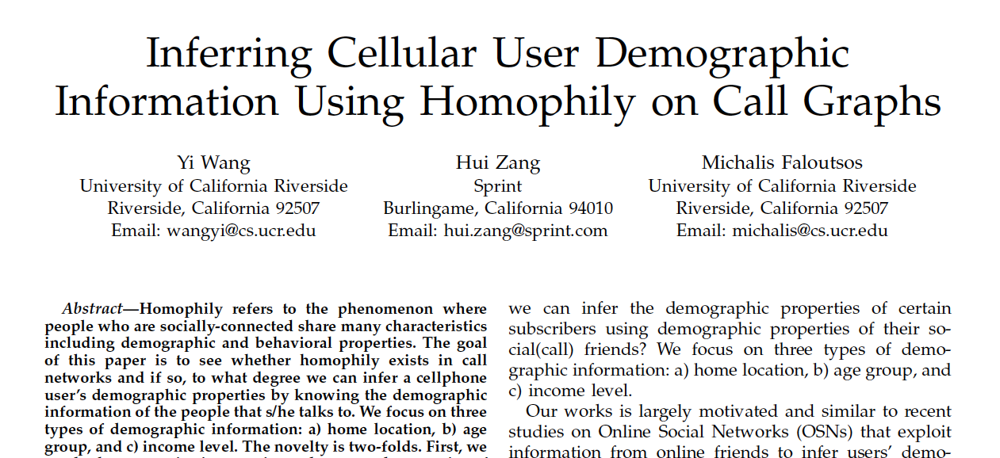 Inferring Cellular User Demographic
Information Using Homophily on Call Graphs
Yi Wang
University of California Riverside
Riverside, California 92507
Email: wangyi@cs.ucr.edu
Hui Zang
Sprint
Burlingame, California 94010
Email: hui.zang@sprint.com
Michalis Faloutsos
University of California Riverside
Riverside, California 92507
Email: michalis@cs.ucr.edu
Abstract—Homophily refers to the phenomenon where
people who are socially-connected share many characteristics
including demographic and behavioral properties. The goal
of this paper is to see whether homophily exists in call
networks and if so, to what degree we can infer a cellphone
user's demographic properties by knowing the demographic
information of the people that s/he talks to. We focus on three
types of demographic information: a) home location, b) age
group, and c) income level. The novelty is two-folds. First, we
we can infer the demographic properties of certain
subscribers using demographic properties of their so-
cial(call) friends? We focus on three types of demo-
graphic information: a) home location, b) age group, and
c) income level.
Our works is largely motivated and similar to recent
studies on Online Social Networks (OSNs) that exploit
information from online friends to infer users' demo-